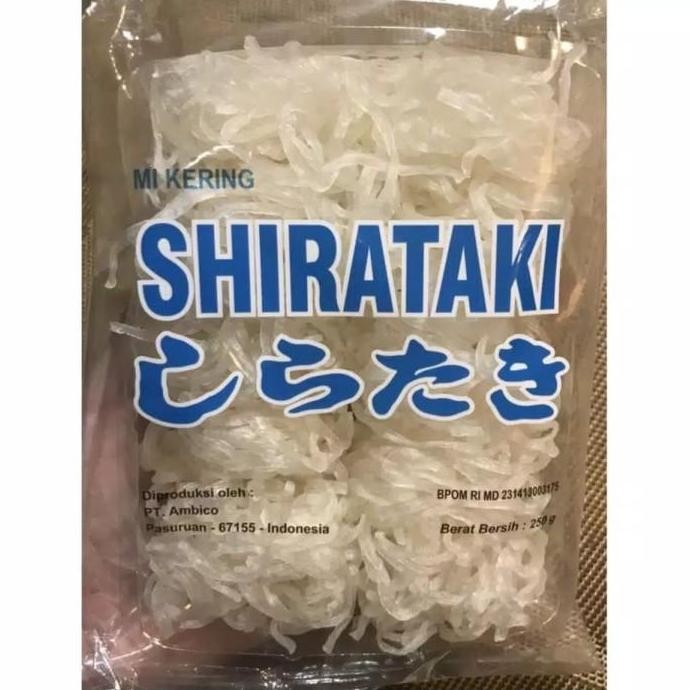 MI KERING
SHIRATAKI
しらたき
Diproduksi oleh :
PT. Ambico
Pasuruan - 67155 - Indonesia
BPOM RI MD 231413003175
Berat Bersih : 250 g